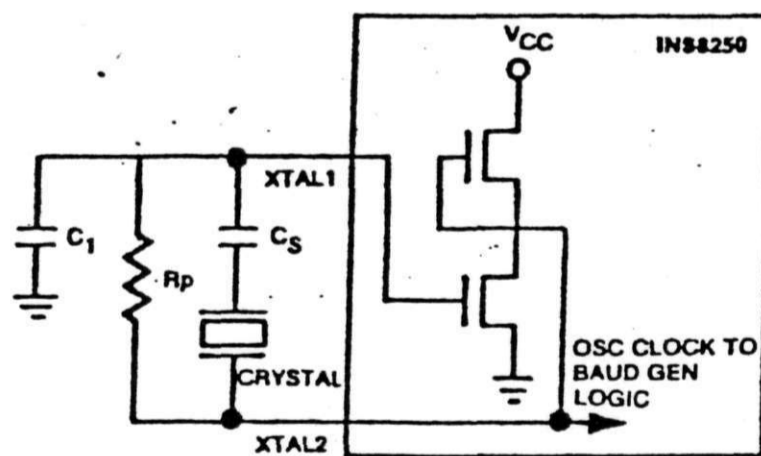 VCC
INS8250
XTAL1
C1
Rp
CS
CRYSTAL
XTAL2
OSC CLOCK TO
BAUD GEN
LOGIC